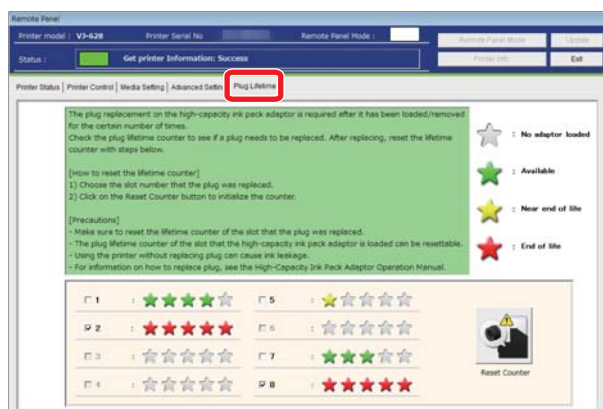 Remote Panel
Printer model : VJ-628 Printer Serial No Remote Panel Mode : Remote Panel Mode Update
Status : Get printer Information: Success Printer Info Exit
Printer Status Printer Control Media Setting Advanced Settin Plug Lifetime
The plug replacement on the high-capacity ink pack adaptor is required after it has been loaded/removed
for the certain number of times.
Check the plug lifetime counter to see if a plug needs to be replaced. After replacing, reset the lifetime
counter with steps below.
[How to reset the lifetime counter]
1) Choose the slot number that the plug was replaced.
2) Click on the Reset Counter button to initialize the counter.
[Precautions]
- Make sure to reset the lifetime counter of the slot that the plug was replaced.
- The plug lifetime counter of the slot that the high-capacity ink pack adaptor is loaded can be resettable.
- Using the printer without replacing plug can cause ink leakage.
- For information on how to replace plug, see the High-Capacity Ink Pack Adaptor Operation Manual.
: No adaptor loaded
: Available
: Near end of life
: End of life
1 : 5 :
2 : 6 :
3 : 7 :
4 : 8 :
Reset Counter